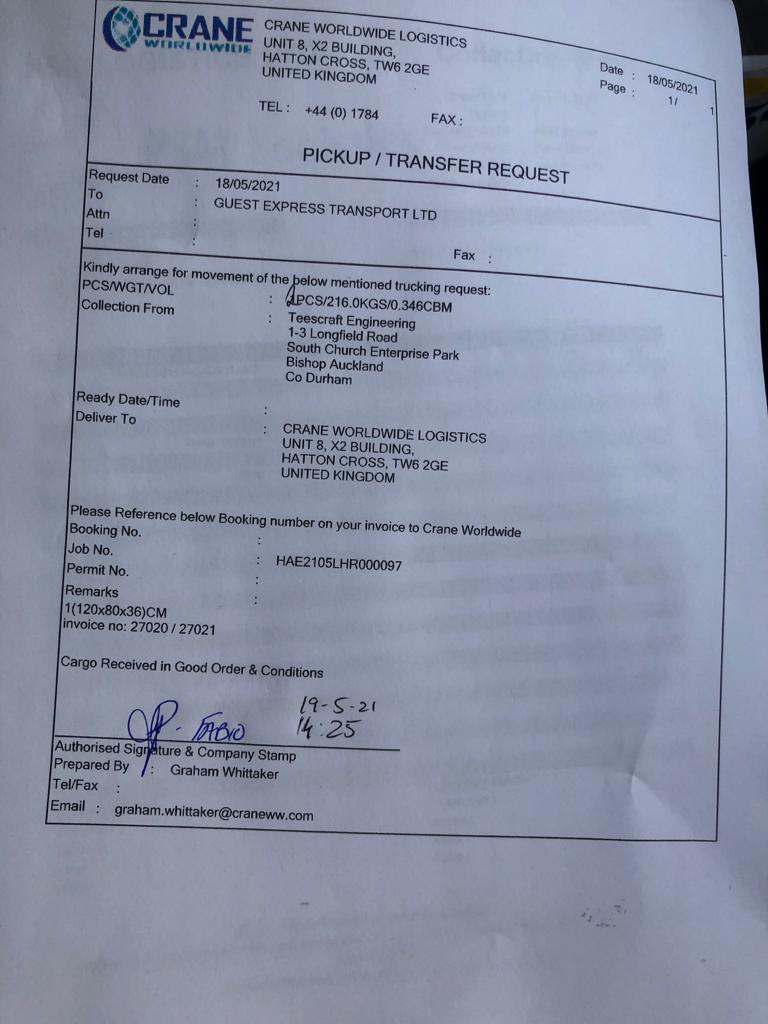 CRANE
WORLDWIDE
CRANE WORLDWIDE LOGISTICS
UNIT 8, X2 BUILDING,
HATTON CROSS, TW6 2GE
UNITED KINGDOM
Date : 18/05/2021
Page : 1/ 1
TEL : +44 (0) 1784 FAX :
PICKUP / TRANSFER REQUEST
Request Date : 18/05/2021
To : GUEST EXPRESS TRANSPORT LTD
Attn :
Tel : Fax :
Kindly arrange for movement of the below mentioned trucking request:
PCS/WGT/VOL : PCS/216.0KGS/0.346CBM
Collection From : Teescraft Engineering
1-3 Longfield Road
South Church Enterprise Park
Bishop Auckland
Co Durham
Ready Date/Time :
Deliver To : CRANE WORLDWIDE LOGISTICS
UNIT 8, X2 BUILDING,
HATTON CROSS, TW6 2GE
UNITED KINGDOM
Please Reference below Booking number on your invoice to Crane Worldwide
Booking No. :
Job No. : HAE2105LHR000097
Permit No. :
Remarks :
1(120x80x36)CM
invoice no: 27020 / 27021
Cargo Received in Good Order & Conditions
FABIO 19-5-21
14:25
Authorised Signature & Company Stamp
Prepared By : Graham Whittaker
Tel/Fax :
Email : graham.whittaker@craneww.com